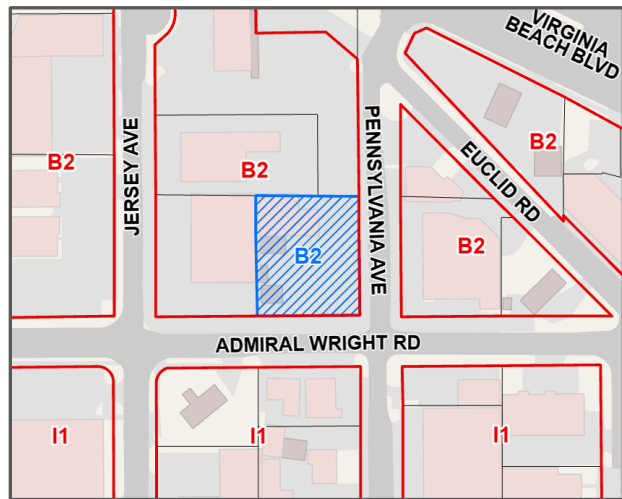 VIRGINIA
BEACH BLVD
JERSEY AVE
PENNSYLVANIA AVE
EUCLID RD
B2
B2
B2
B2
B2
ADMIRAL WRIGHT RD
I1
I1
I1